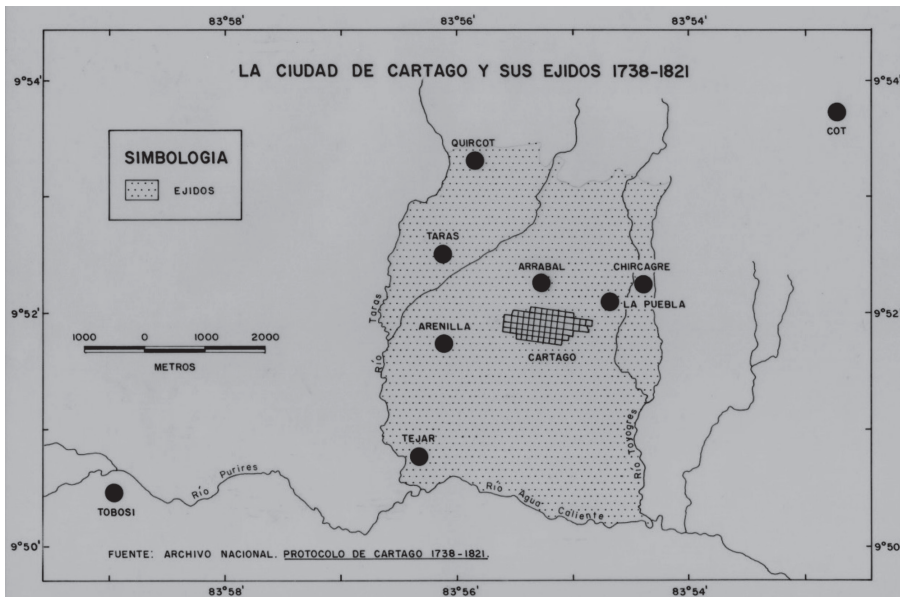 83°58'
83°56'
83°54'
LA CIUDAD DE CARTAGO Y SUS EJIDOS 1738-1821
9°54'
9°54'
COT
SIMBOLOGIA
EJIDOS
QUIRCOT
TARAS
ARRABAL
CHIRCAGRE
LA PUEBLA
Río Taras
9°52'
9°52'
ARENILLA
CARTAGO
1000 0 1000 2000
METROS
TEJAR
Río Toyogres
Río Purires
Río Agua Caliente
TOBOSI
9°50'
9°50'
FUENTE: ARCHIVO NACIONAL. PROTOCOLO DE CARTAGO 1738-1821.
83°58'
83°56'
83°54'